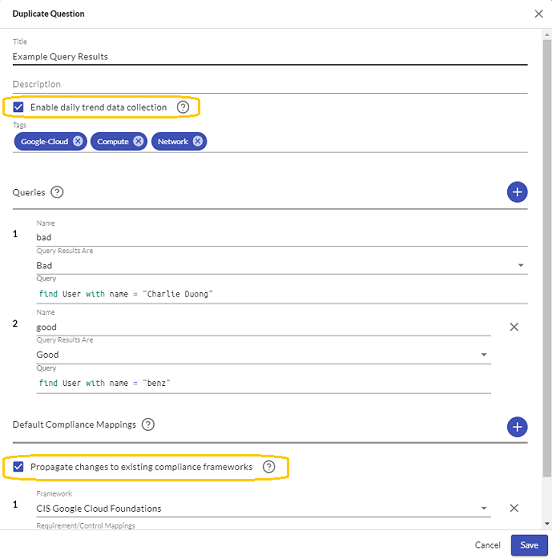 Duplicate Question
Title
Example Query Results
Description
Enable daily trend data collection
Tags
Google-Cloud Compute Network
Queries
1
Name
bad
Query Results Are
Bad
Query
find User with name = "Charlie Duong"
2
Name
good
Query Results Are
Good
Query
find User with name = "benz"
Default Compliance Mappings
Propagate changes to existing compliance frameworks
1
Framework
CIS Google Cloud Foundations
Requirement/Control Mappings
Cancel Save